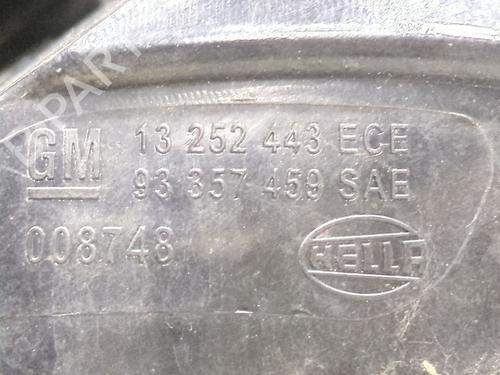 GM 13 252 443 ECE
93 357 459 SAE
008748
HELLA